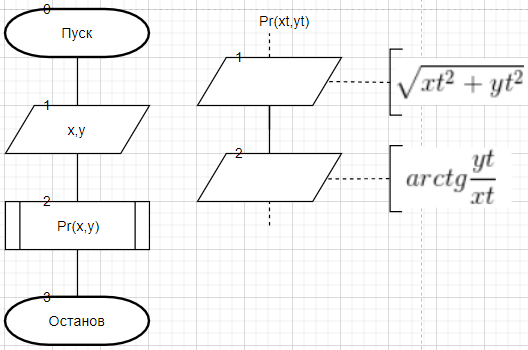 0
Пуск
1
x,y
2
Pr(x,y)
3
Останов
Pr(xt,yt)
1
√(xt² + yt²)
2
arctg yt/xt